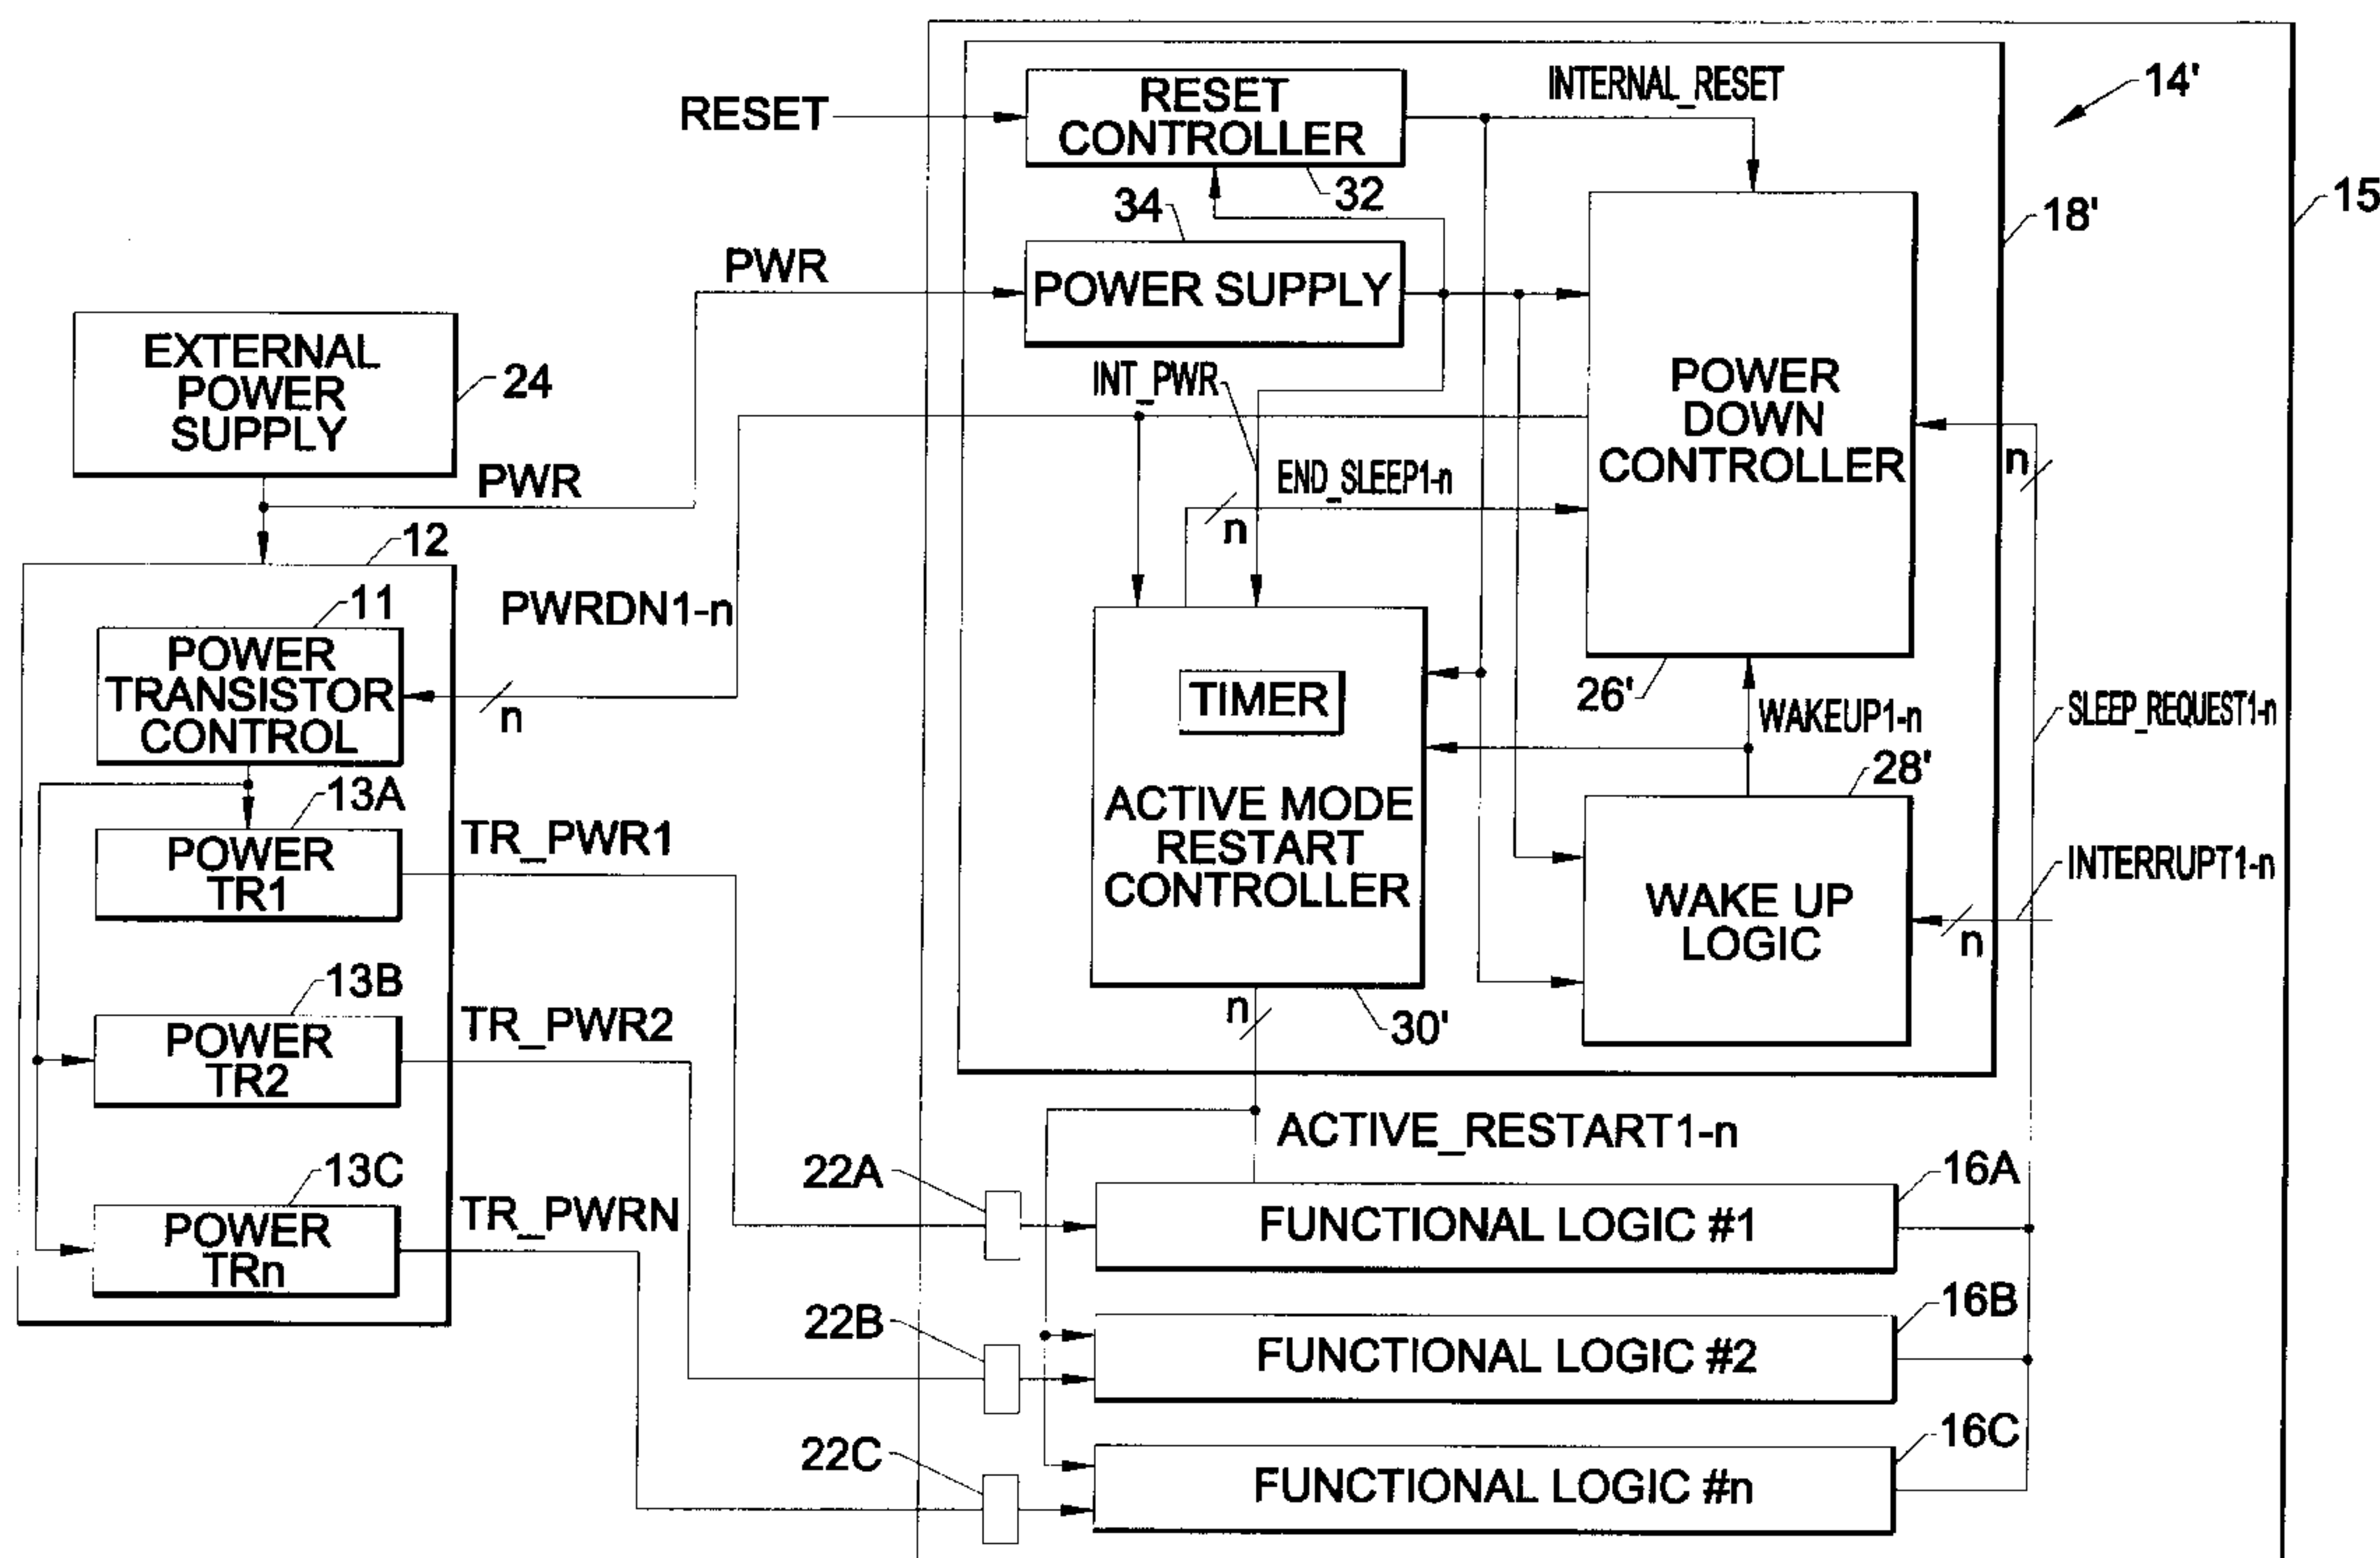 RESET
RESET
CONTROLLER
32
INTERNAL_RESET
14'
15
18'
34
POWER SUPPLY
PWR
EXTERNAL
POWER
SUPPLY
24
PWR
INT_PWR
END_SLEEP1-n
n
POWER
DOWN
CONTROLLER
26'
n
SLEEP_REQUEST1-n
12
11
POWER
TRANSISTOR
CONTROL
n
PWRDN1-n
TIMER
ACTIVE MODE
RESTART
CONTROLLER
30'
n
WAKEUP1-n
28'
WAKE UP
LOGIC
INTERRUPT1-n
n
13A
POWER
TR1
TR_PWR1
13B
POWER
TR2
TR_PWR2
13C
POWER
TRn
TR_PWRN
ACTIVE_RESTART1-n
22A
FUNCTIONAL LOGIC #1
16A
22B
FUNCTIONAL LOGIC #2
16B
22C
FUNCTIONAL LOGIC #n
16C